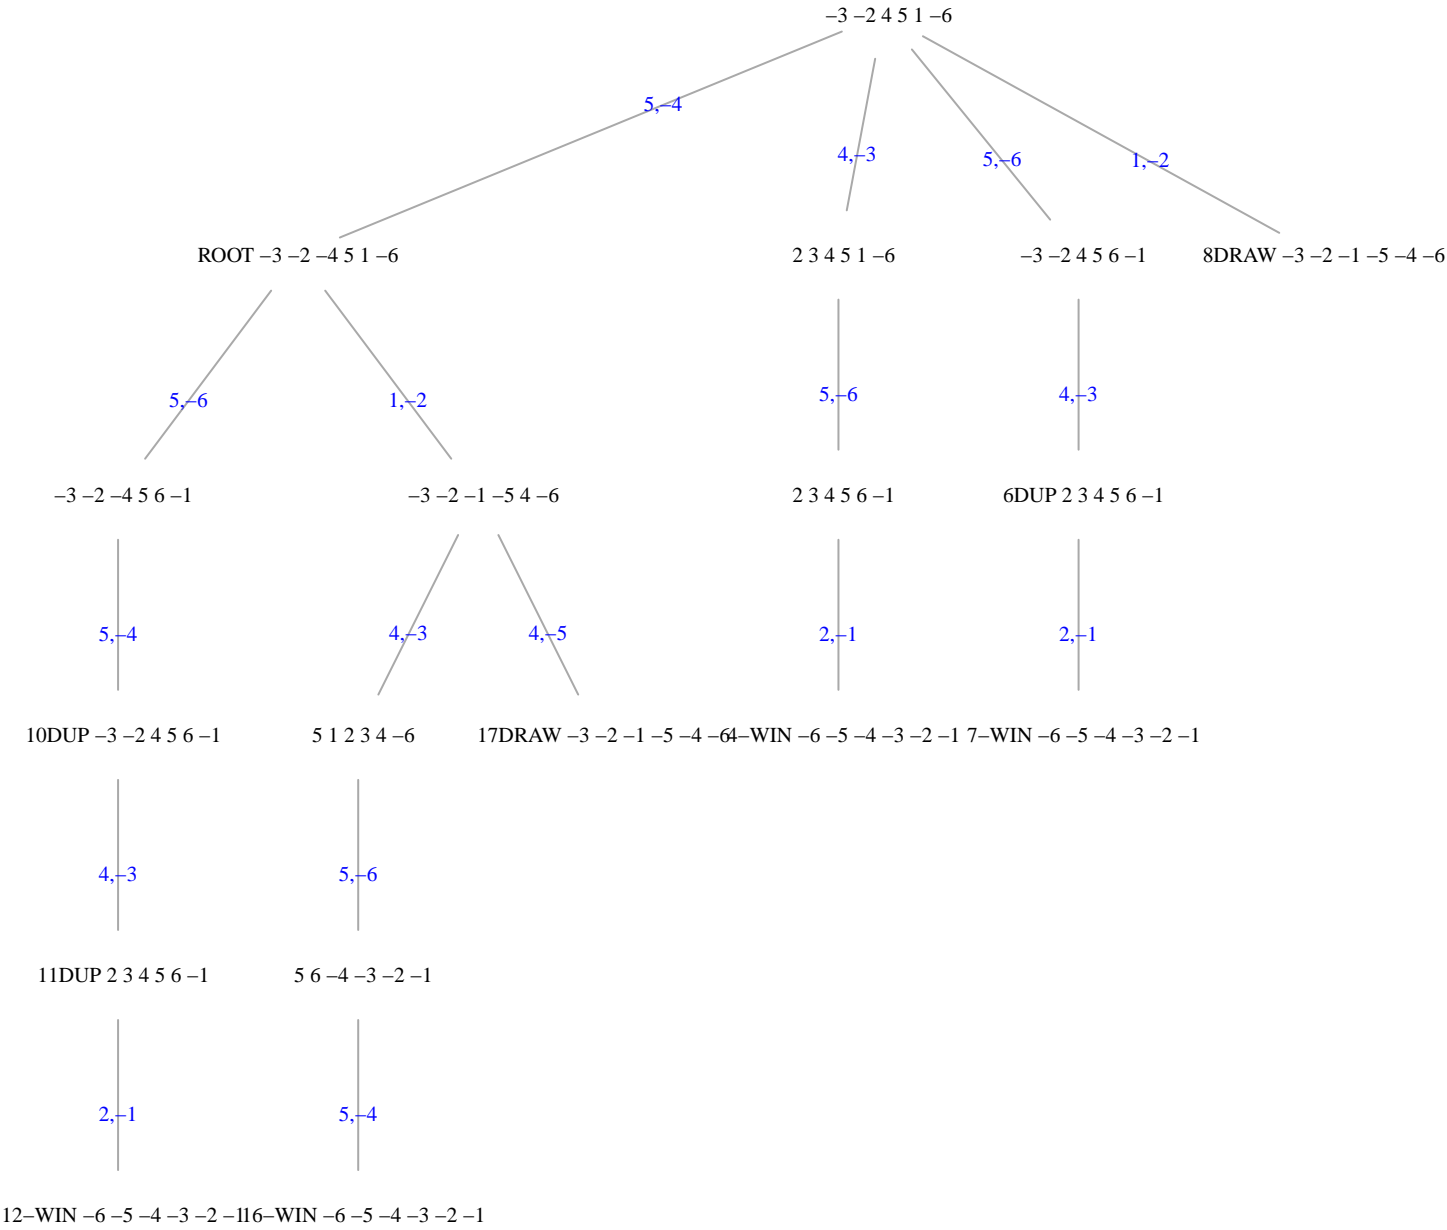 −3 −2 4 5 1 −6
5,−4
4,−3
5,−6
1,−2
ROOT −3 −2 −4 5 1 −6
2 3 4 5 1 −6
−3 −2 4 5 6 −1
8DRAW −3 −2 −1 −5 −4 −6
5,−6
1,−2
5,−6
4,−3
−3 −2 −4 5 6 −1
−3 −2 −1 −5 4 −6
2 3 4 5 6 −1
6DUP 2 3 4 5 6 −1
5,−4
4,−3
4,−5
2,−1
2,−1
10DUP −3 −2 4 5 6 −1
5 1 2 3 4 −6
17DRAW −3 −2 −1 −5 −4 −6
4−WIN −6 −5 −4 −3 −2 −1
7−WIN −6 −5 −4 −3 −2 −1
4,−3
5,−6
11DUP 2 3 4 5 6 −1
5 6 −4 −3 −2 −1
2,−1
5,−4
12−WIN −6 −5 −4 −3 −2 −1
16−WIN −6 −5 −4 −3 −2 −1